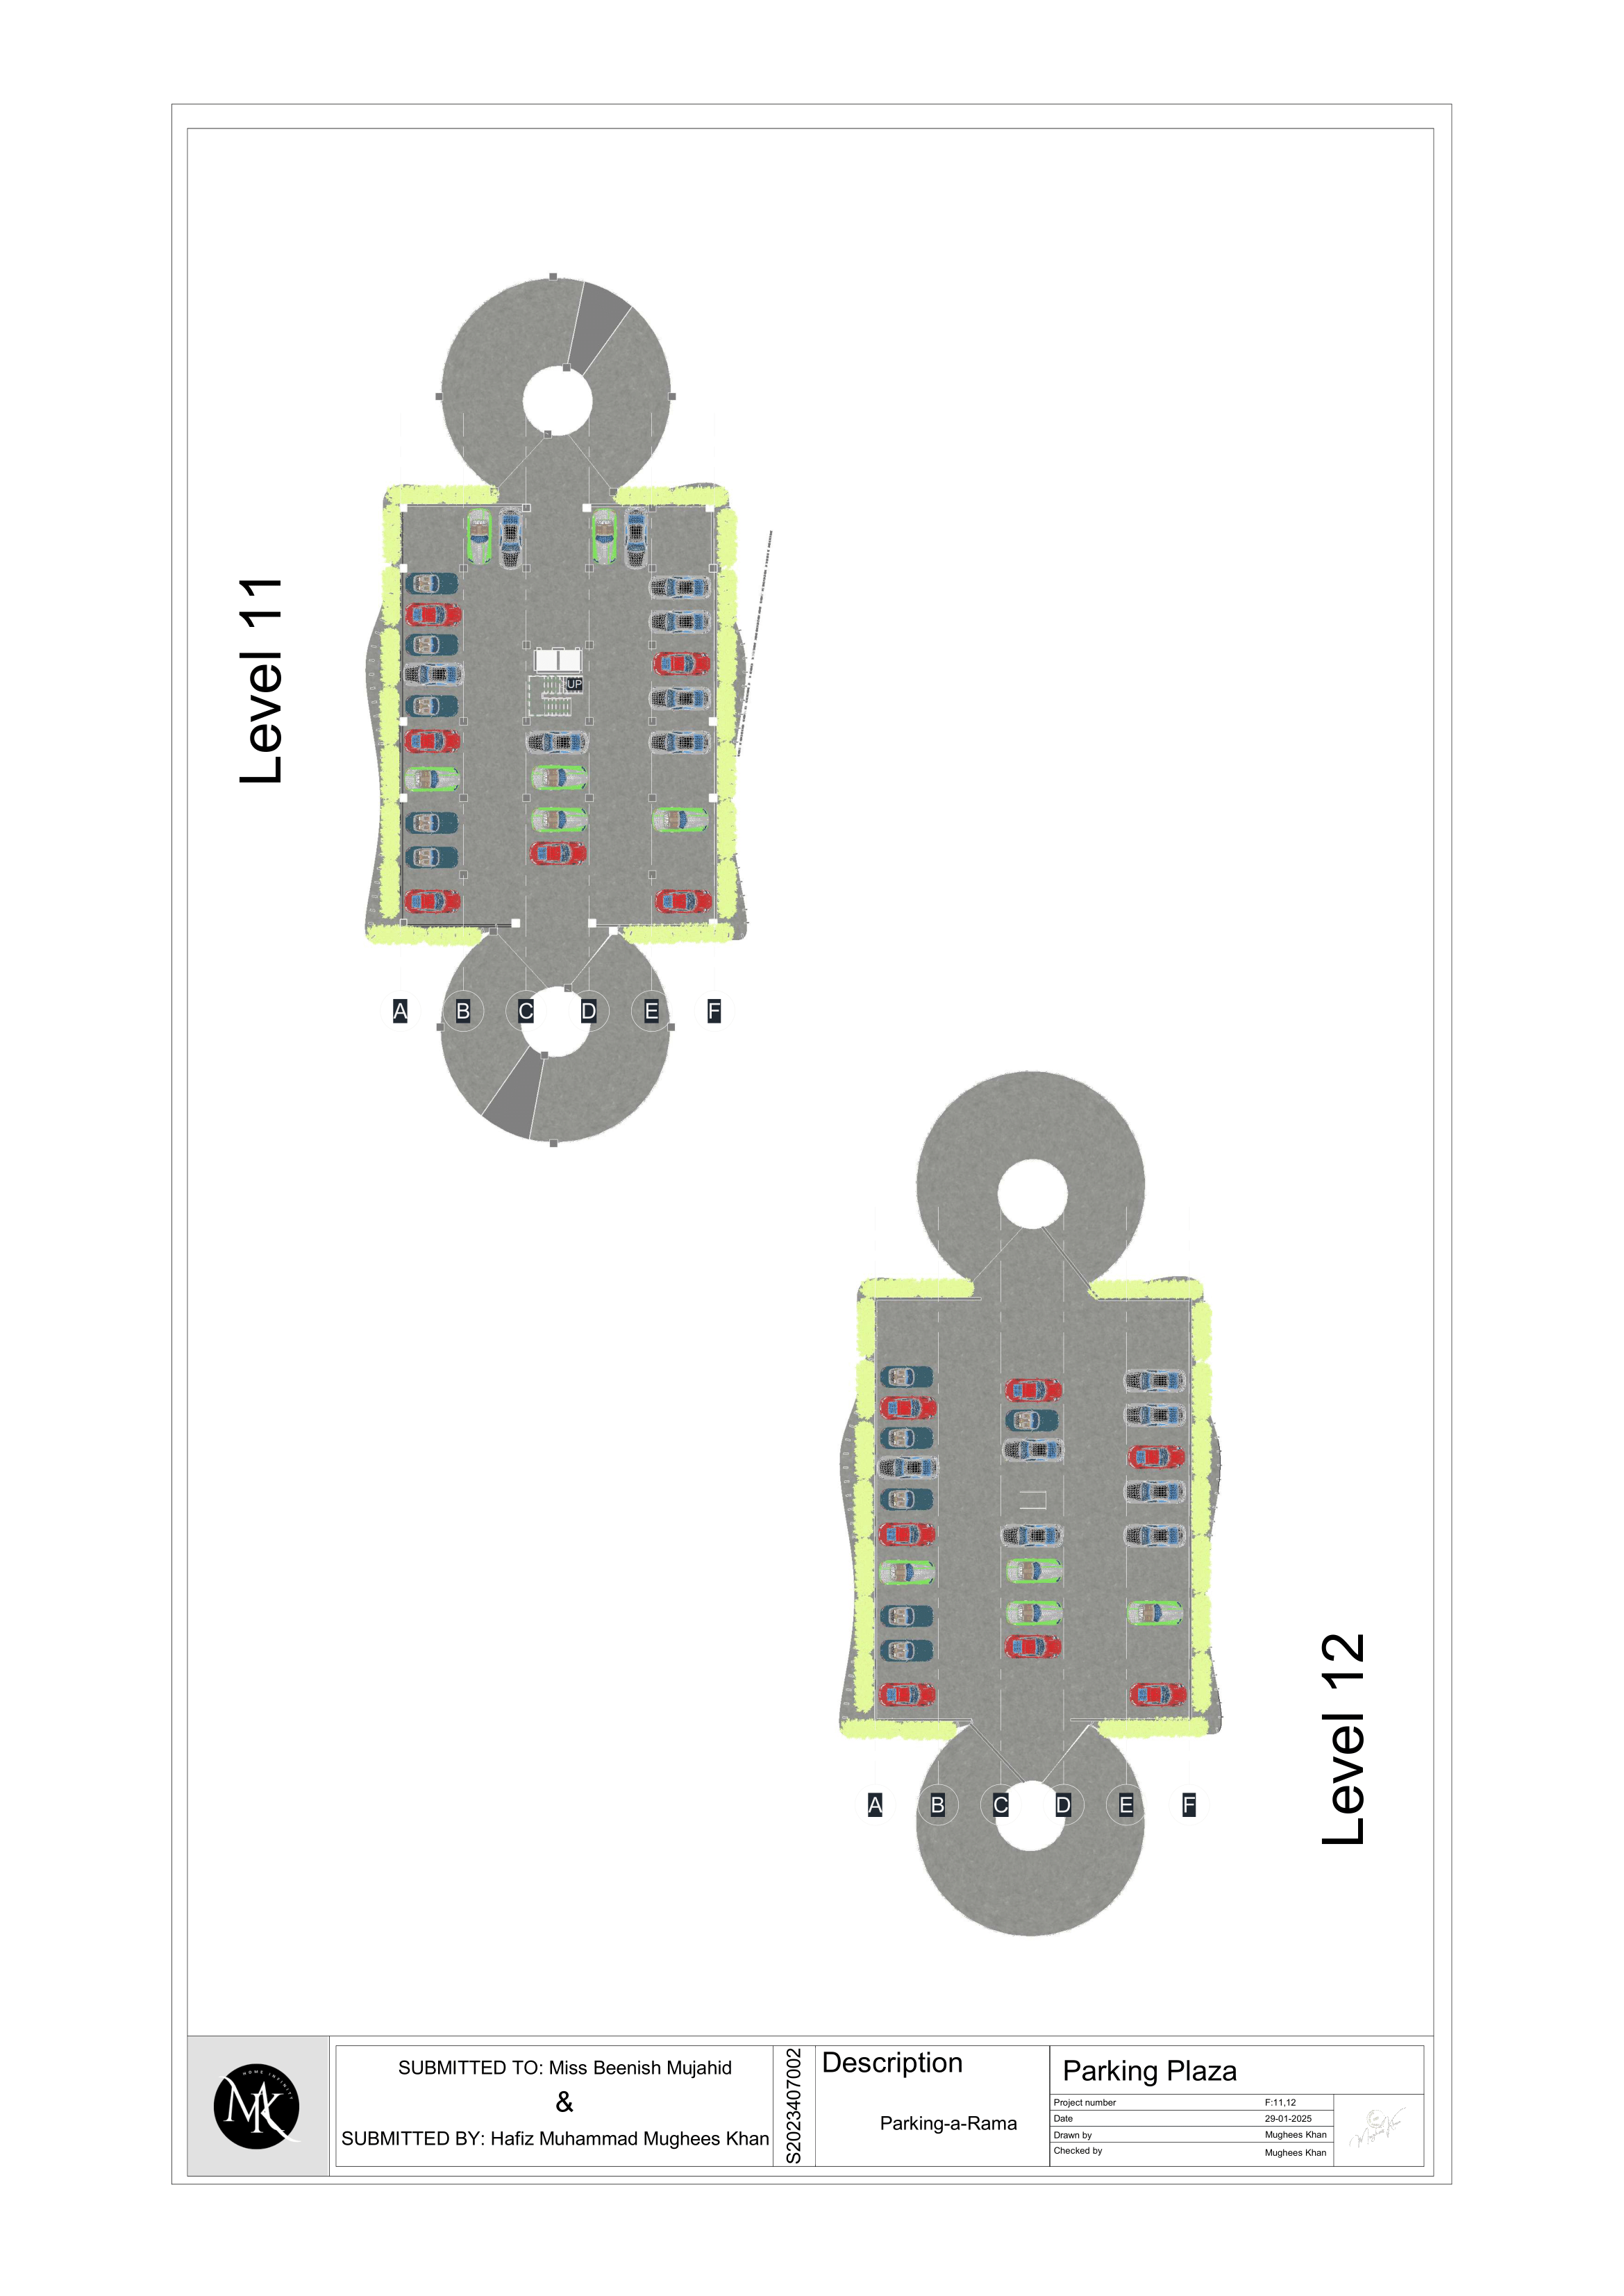 Level 11
UP
A B C D E F
Level 12
A B C D E F
HOME INFINITY
MK
SUBMITTED TO: Miss Beenish Mujahid
&
SUBMITTED BY: Hafiz Muhammad Mughees Khan
S2023407002
Description
Parking-a-Rama
Parking Plaza
Project number F:11,12
Date 29-01-2025
Drawn by Mughees Khan
Checked by Mughees Khan